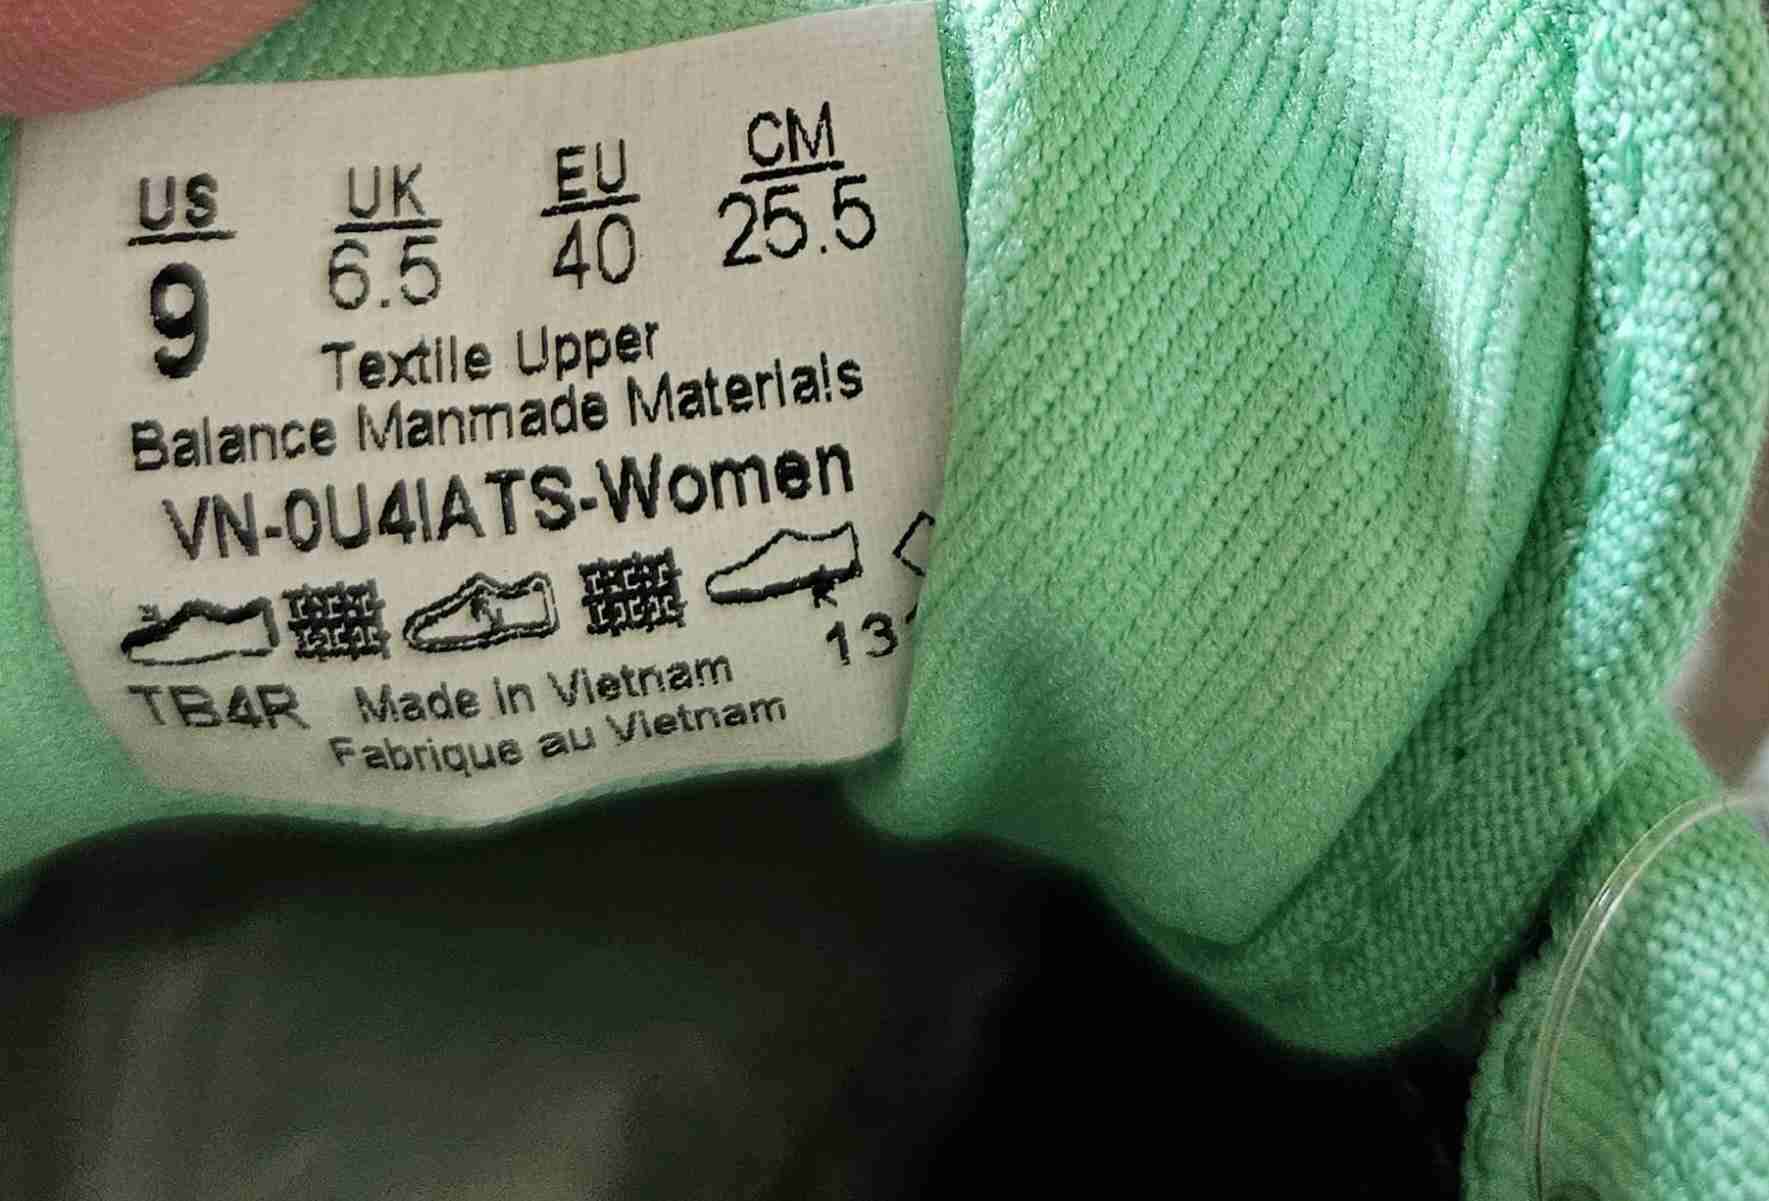 US UK EU CM
9 6.5 40 25.5
Textile Upper
Balance Manmade Materials
VN-0U4IATS-Women
13
TB4R Made in Vietnam
Fabrique au Vietnam